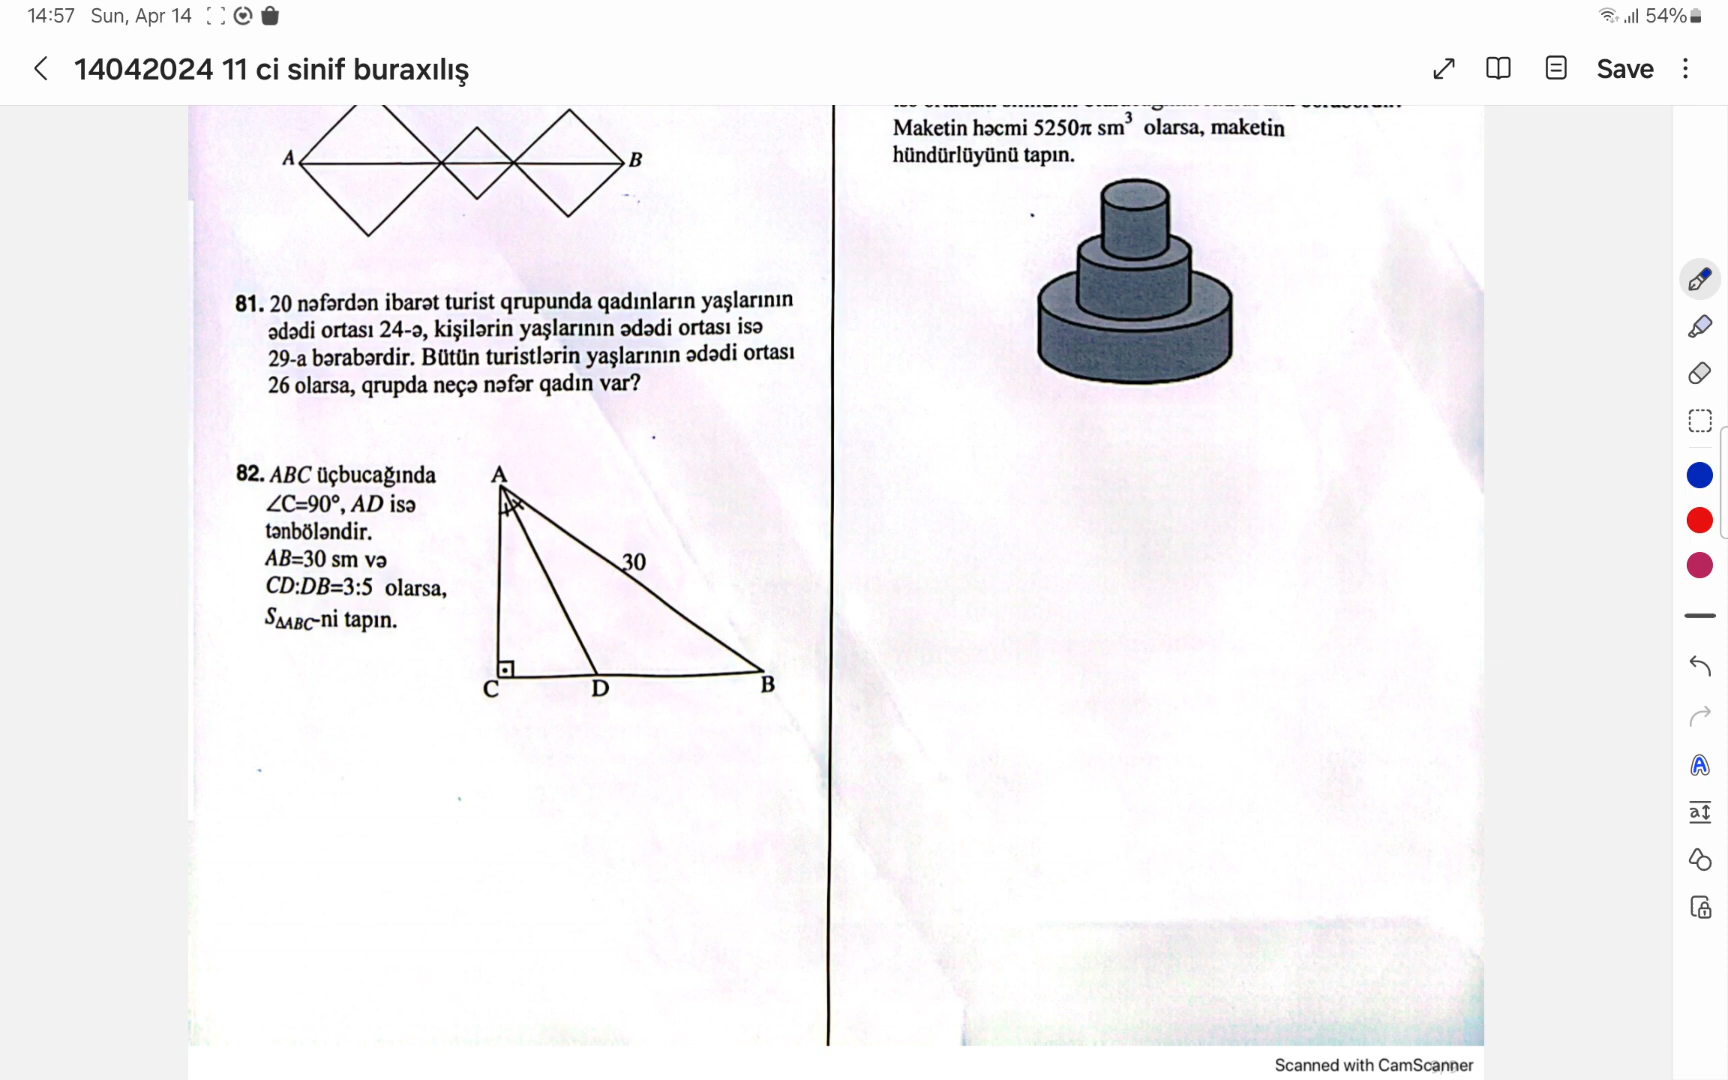 14:57 Sun, Apr 14
54%
14042024 11 ci sinif buraxılış
Save
A
B
81. 20 nəfərdən ibarət turist qrupunda qadınların yaşlarının
ədədi ortası 24-ə, kişilərin yaşlarının ədədi ortası isə
29-a bərabərdir. Bütün turistlərin yaşlarının ədədi ortası
26 olarsa, qrupda neçə nəfər qadın var?
82. ABC üçbucağında
∠C=90°, AD isə
tənböləndir.
AB=30 sm və
CD:DB=3:5 olarsa,
S∆ABC-ni tapın.
A
30
C
D
B
Maketin həcmi 5250π sm³ olarsa, maketin
hündürlüyünü tapın.
Scanned with CamScanner